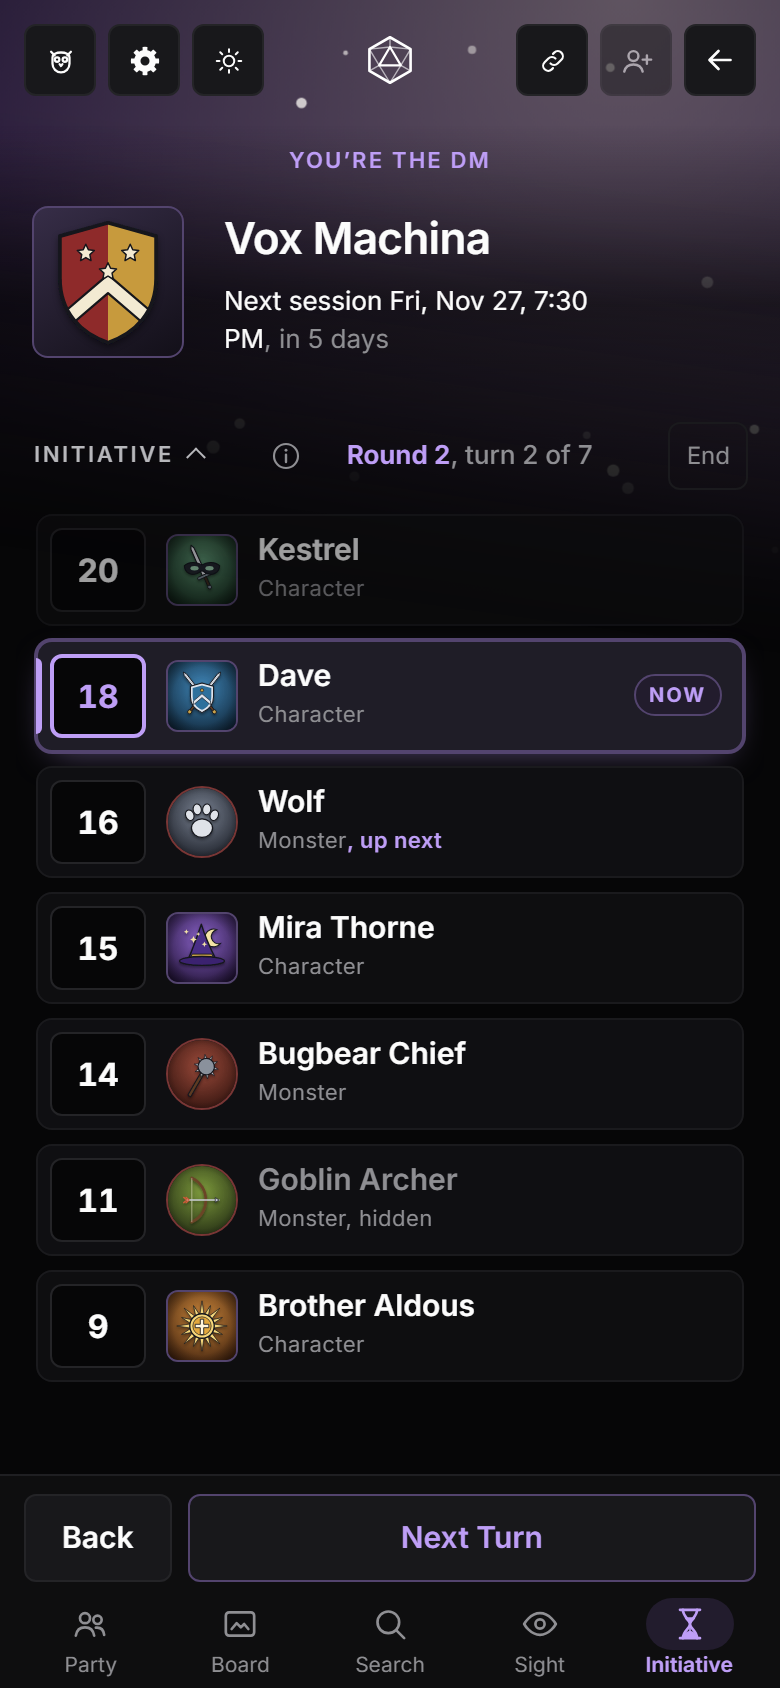 YOU’RE THE DM
Vox Machina
Next session Fri, Nov 27, 7:30
PM, in 5 days
INITIATIVE
Round 2, turn 2 of 7
End
20
Kestrel
Character
18
Dave
Character
NOW
16
Wolf
Monster, up next
15
Mira Thorne
Character
14
Bugbear Chief
Monster
11
Goblin Archer
Monster, hidden
9
Brother Aldous
Character
Back
Next Turn
Party
Board
Search
Sight
Initiative